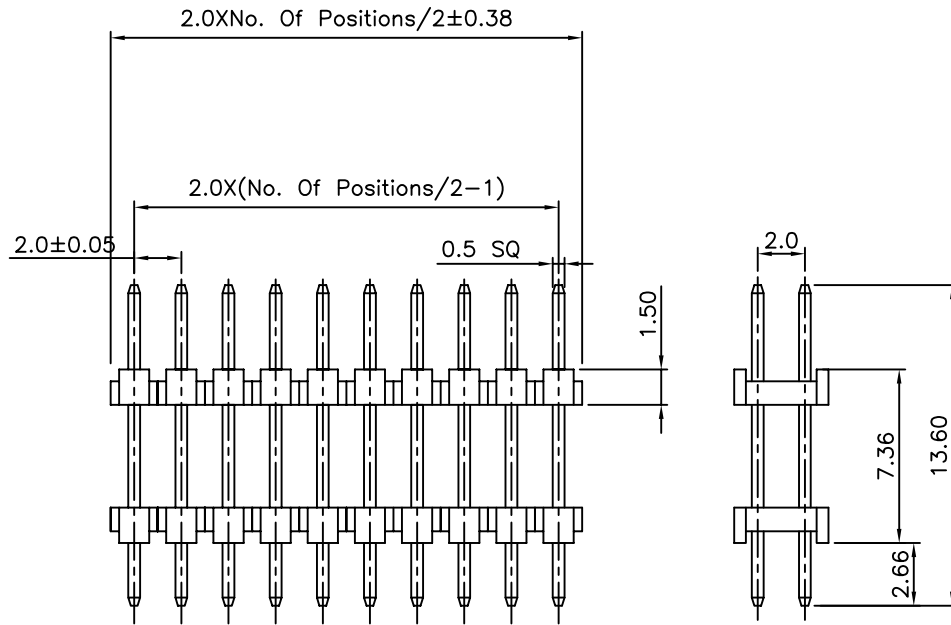 2.0XNo. Of Positions/2±0.38
2.0X(No. Of Positions/2-1)
2.0±0.05
0.5 SQ
2.0
1.50
7.36
13.60
2.66